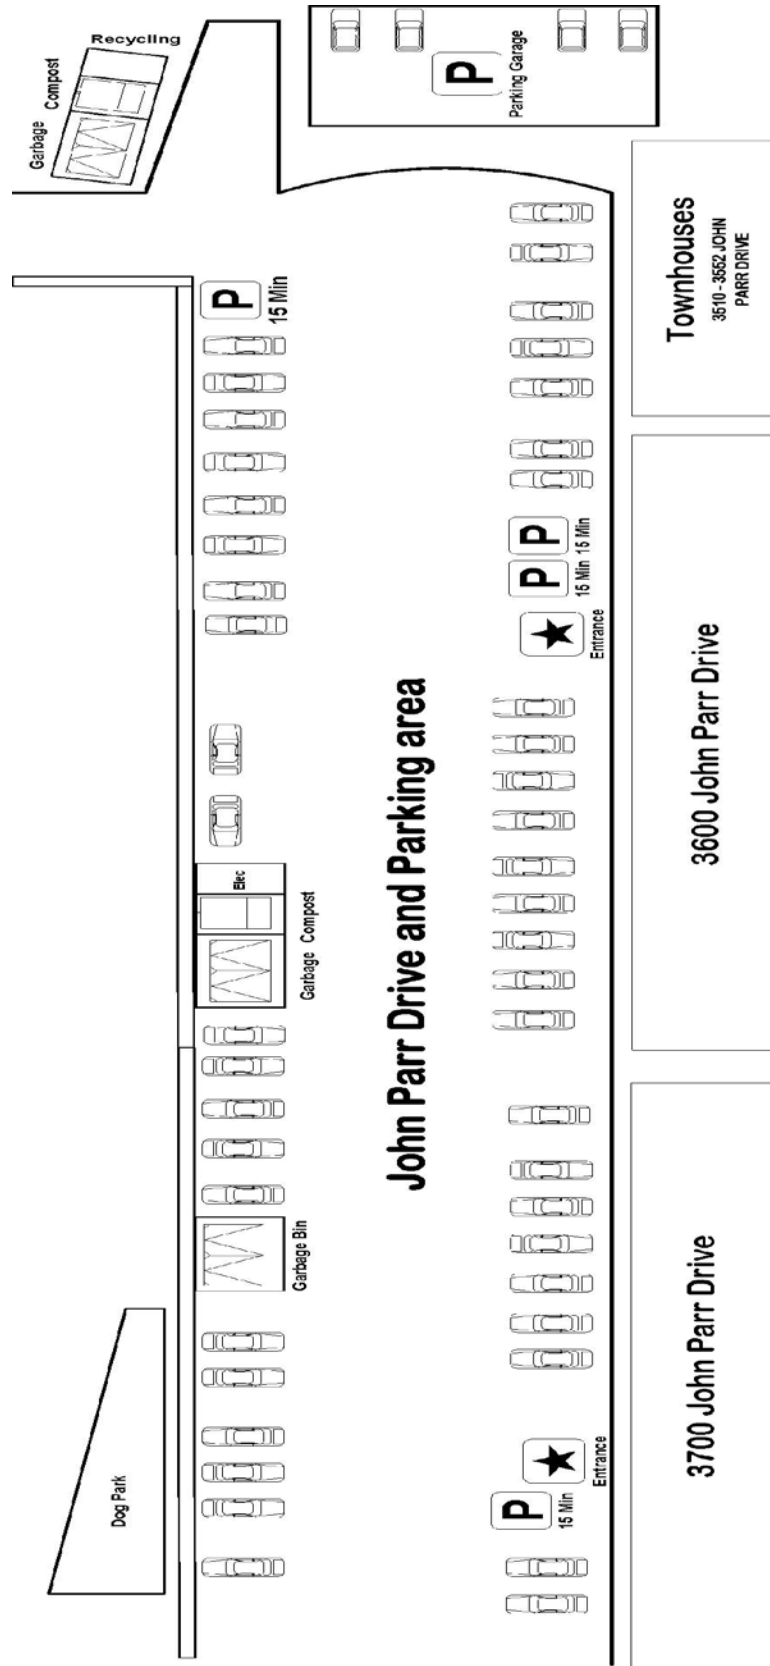 Recycling
Compost
Garbage
P
Parking Garage
P
15 Min
Townhouses
3510 - 3552 JOHN
PARR DRIVE
P
15 Min
P
15 Min
Entrance
3600 John Parr Drive
John Parr Drive and Parking area
Elec
Compost
Garbage
Garbage Bin
3700 John Parr Drive
Dog Park
Entrance
P
15 Min